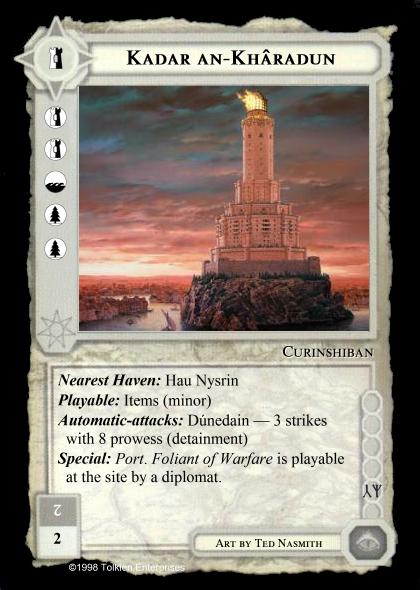 KADAR AN-KHÂRADUN
CURINSHIBAN
Nearest Haven: Hau Nysrin
Playable: Items (minor)
Automatic-attacks: Dúnedain — 3 strikes
with 8 prowess (detainment)
Special: Port. Foliant of Warfare is playable
at the site by a diplomat.
2
2
ART BY TED NASMITH
©1998 Tolkien Enterprises